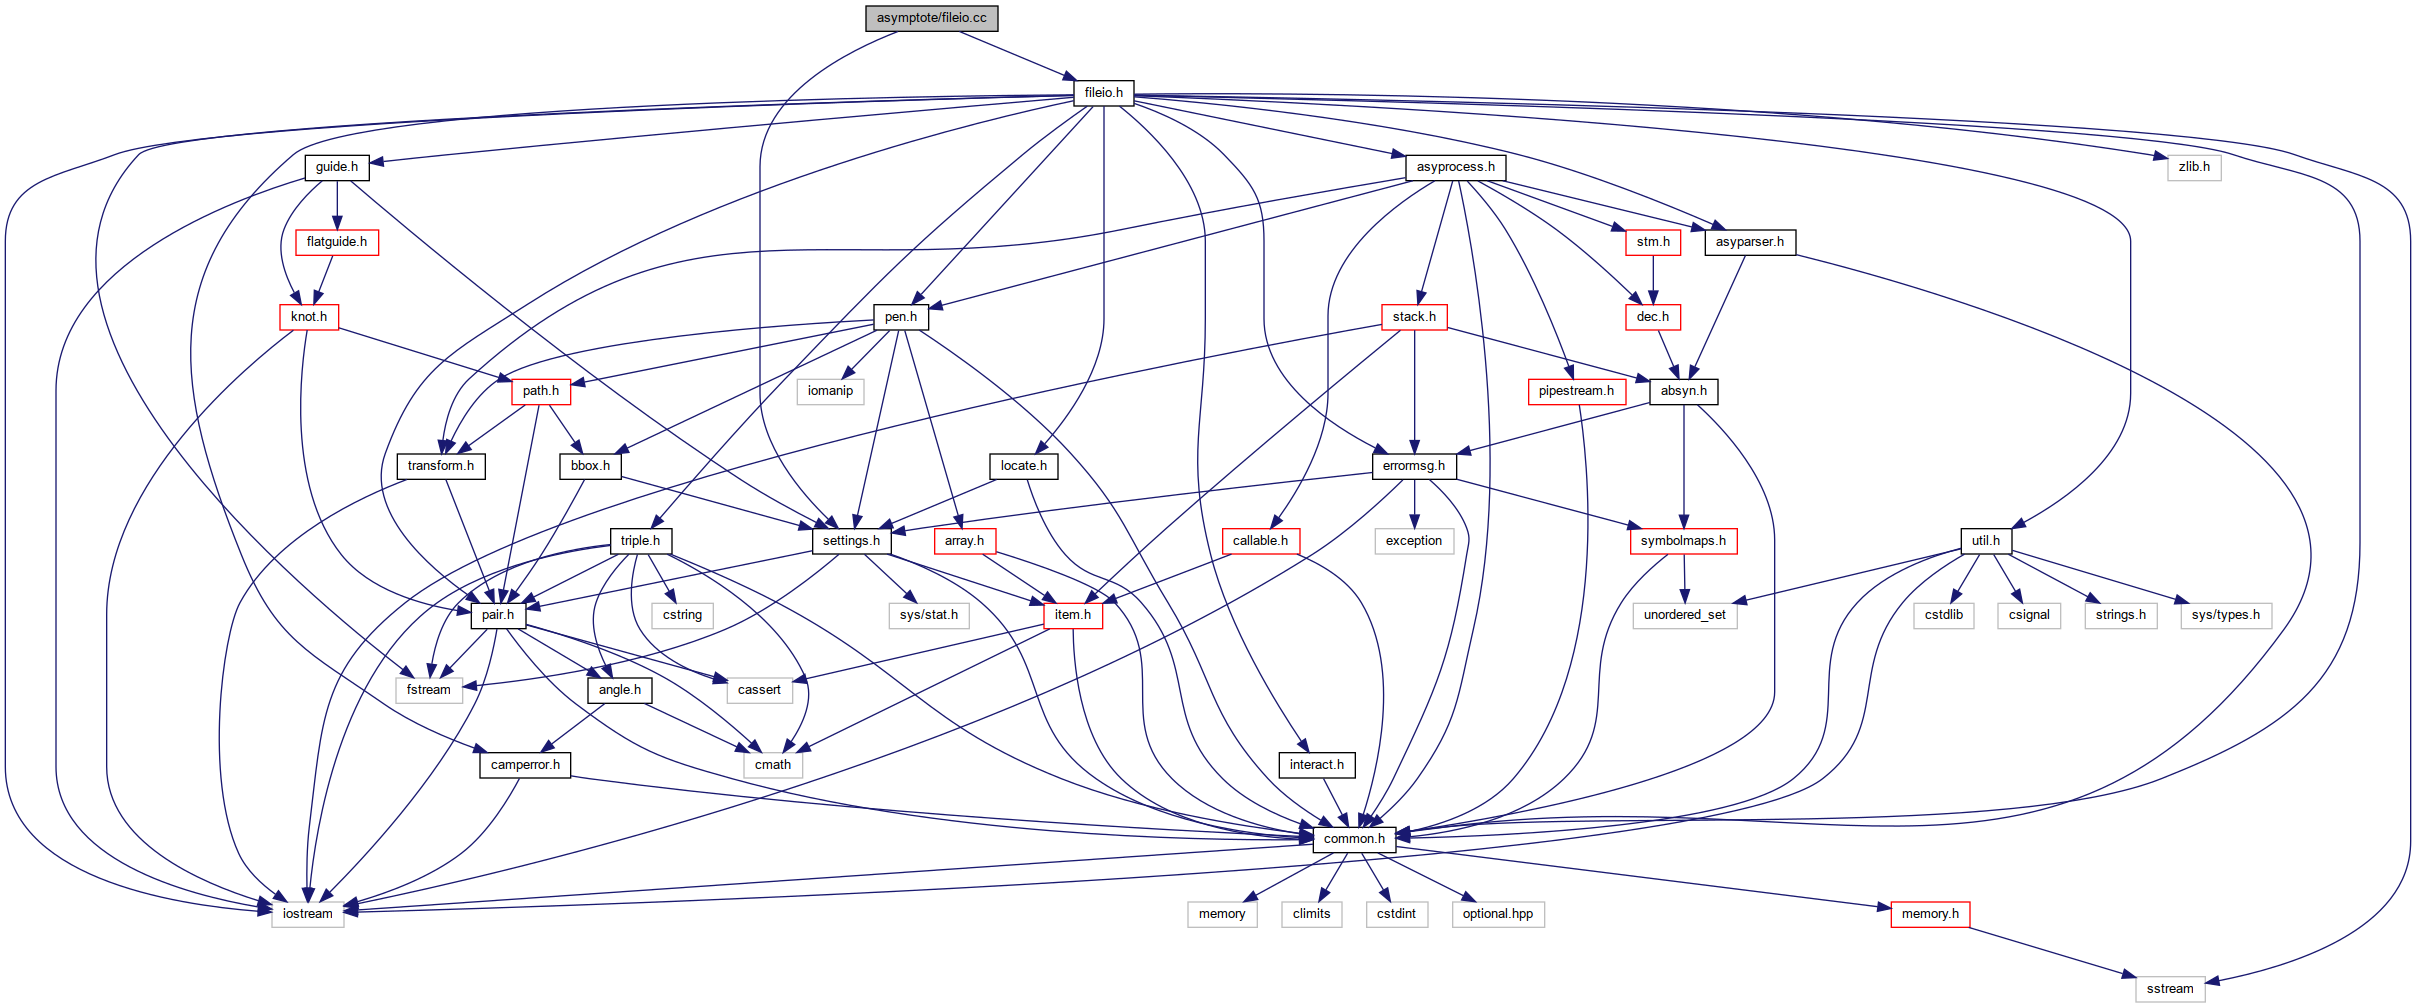 asymptote/fileio.cc
fileio.h
guide.h
asyprocess.h
zlib.h
flatguide.h
stm.h
asyparser.h
knot.h
pen.h
stack.h
dec.h
path.h
iomanip
pipestream.h
absyn.h
transform.h
bbox.h
locate.h
errormsg.h
triple.h
settings.h
array.h
callable.h
exception
symbolmaps.h
util.h
pair.h
cstring
sys/stat.h
item.h
unordered_set
cstdlib
csignal
strings.h
sys/types.h
fstream
angle.h
cassert
camperror.h
cmath
interact.h
common.h
iostream
memory
climits
cstdint
optional.hpp
memory.h
sstream